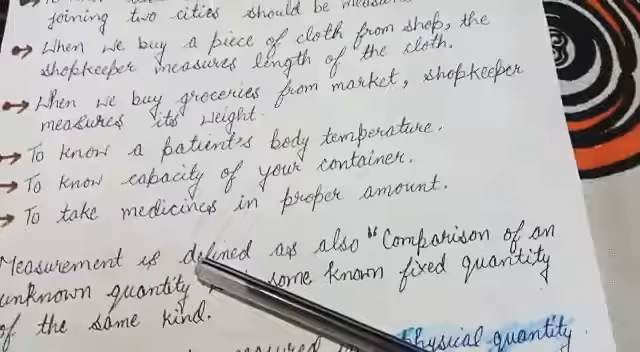 joining two cities should be
→ When we buy a piece of cloth from shop, the
shopkeeper measures length of the cloth.
→ When we buy groceries from market, shopkeeper
measures its weight.
→ To know a patient's body temperature.
→ To know capacity of your container.
→ To take medicines in proper amount.
Measurement is defined as also "Comparison of an
unknown quantity some known fixed quantity
of the same kind.
physical quantity.